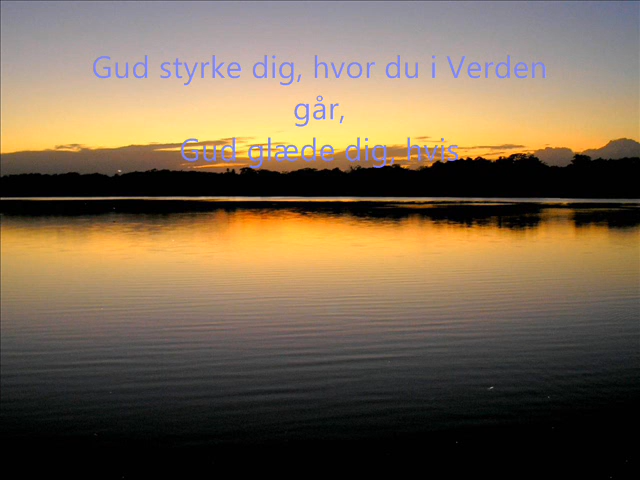 Gud styrke dig, hvor du i Verden
går,
Gud glæde dig, hvis